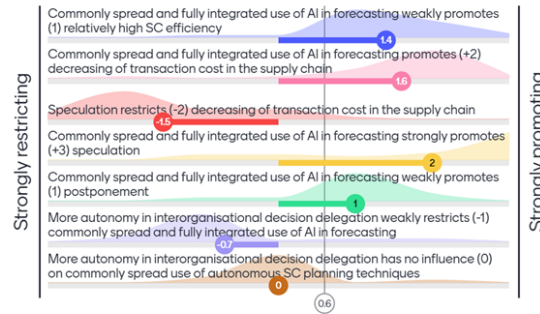 Commonly spread and fully integrated use of AI in forecasting weakly promotes
(1) relatively high SC efficiency
1.4
Commonly spread and fully integrated use of AI in forecasting promotes (+2)
decreasing of transaction cost in the supply chain
1.6
Speculation restricts (-2) decreasing of transaction cost in the supply chain
-1.5
Commonly spread and fully integrated use of AI in forecasting strongly promotes
(+3) speculation
2
Commonly spread and fully integrated use of AI in forecasting weakly promotes
(1) postponement
1
More autonomy in interorganisational decision delegation weakly restricts (-1)
commonly spread and fully integrated use of AI in forecasting
-0.7
More autonomy in interorganisational decision delegation has no influence (0)
on commonly spread use of autonomous SC planning techniques
0
0.6
Strongly restricting
Strongly promoting